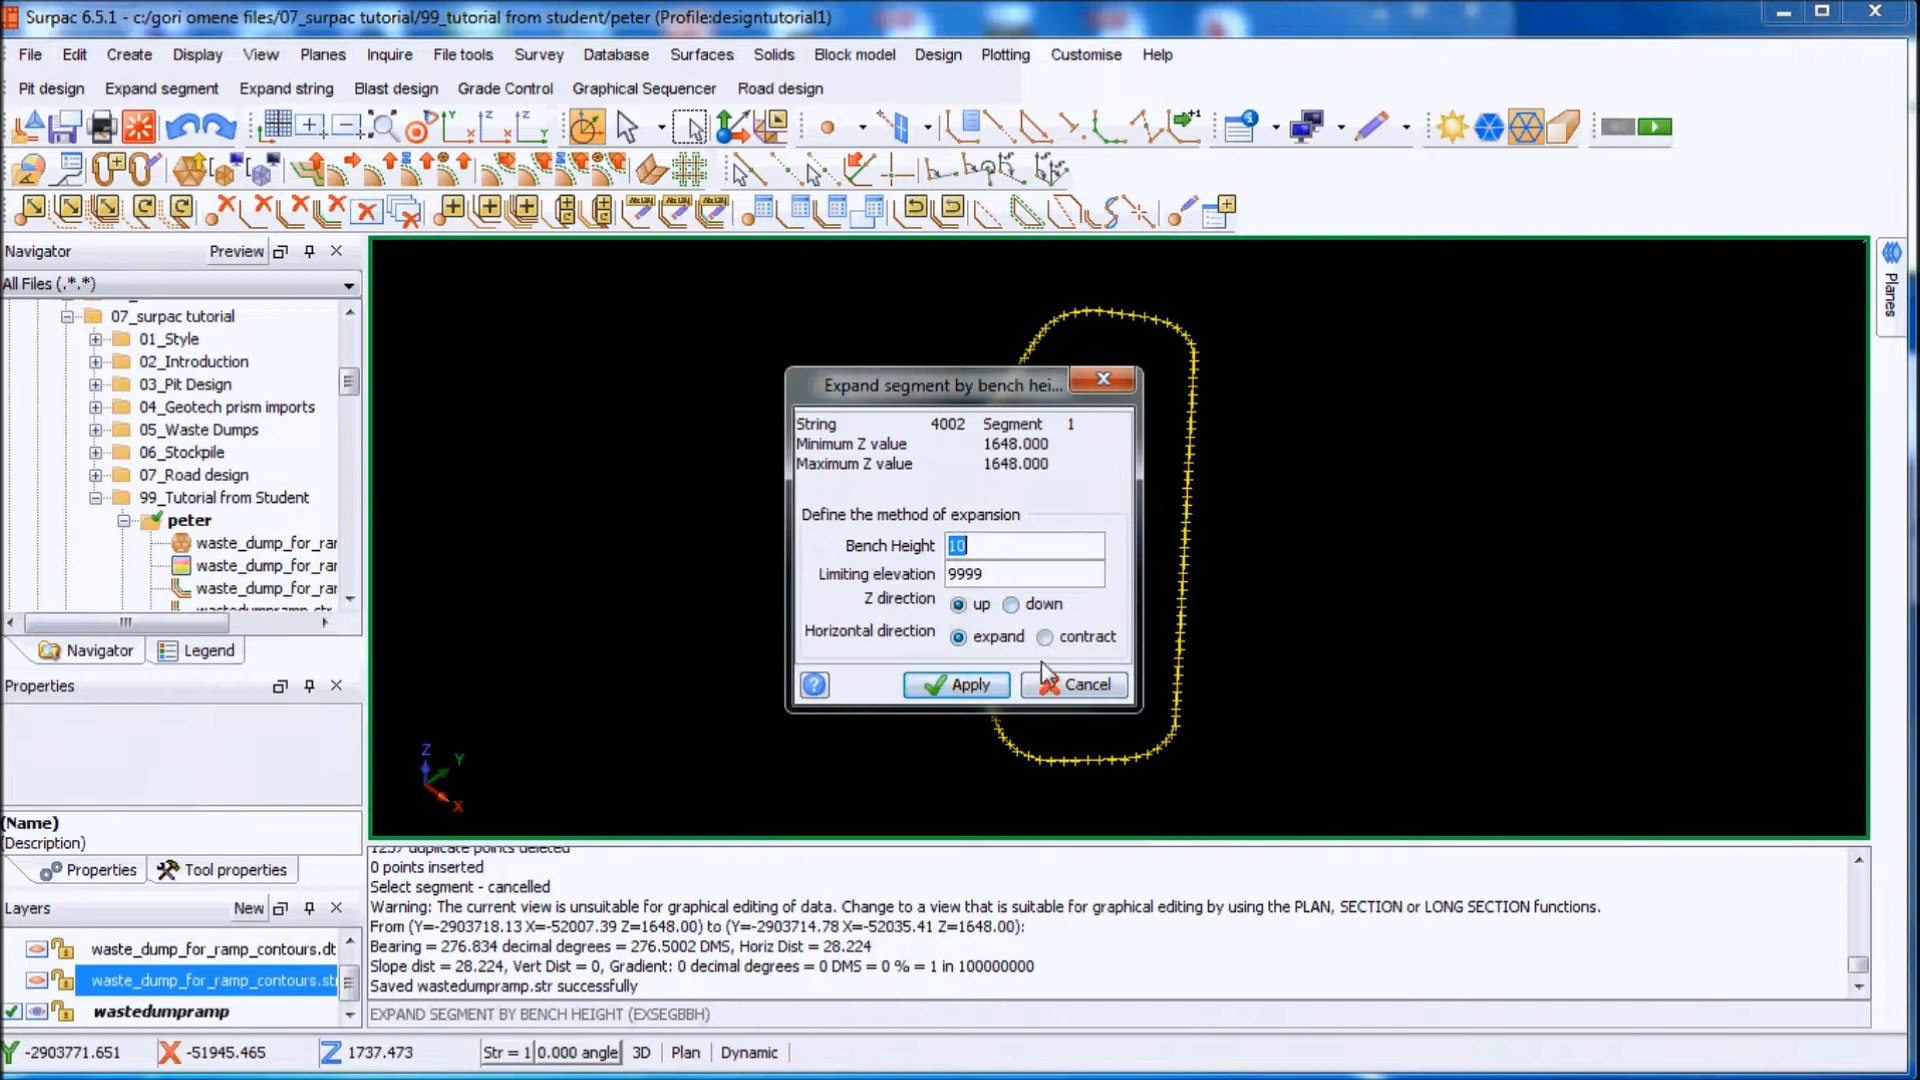 Surpac 6.5.1 - c:/gori omene files/07_surpac tutorial/99_tutorial from student/peter (Profile:designtutorial1)
File Edit Create Display View Planes Inquire File tools Survey Database Surfaces Solids Block model Design Plotting Customise Help
Pit design Expand segment Expand string Blast design Grade Control Graphical Sequencer Road design
Navigator Preview
All Files (.*.*)
07_surpac tutorial
01_Style
02_Introduction
03_Pit Design
04_Geotech prism imports
05_Waste Dumps
06_Stockpile
07_Road design
99_Tutorial from Student
peter
waste_dump_for_rar
waste_dump_for_rar
waste_dump_for_rar
wastedumpramp.str
Navigator Legend
Properties
(Name)
(Description)
Properties Tool properties
Layers New
waste_dump_for_ramp_contours.dt
waste_dump_for_ramp_contours.str
wastedumpramp
Planes
Expand segment by bench hei...
String 4002 Segment 1
Minimum Z value 1648.000
Maximum Z value 1648.000
Define the method of expansion
Bench Height 10
Limiting elevation 9999
Z direction up down
Horizontal direction expand contract
Apply Cancel
Z Y X
1237 duplicate points deleted
0 points inserted
Select segment - cancelled
Warning: The current view is unsuitable for graphical editing of data. Change to a view that is suitable for graphical editing by using the PLAN, SECTION or LONG SECTION functions.
From (Y=-2903718.13 X=-52007.39 Z=1648.00) to (Y=-2903714.78 X=-52035.41 Z=1648.00):
Bearing = 276.834 decimal degrees = 276.5002 DMS, Horiz Dist = 28.224
Slope dist = 28.224, Vert Dist = 0, Gradient: 0 decimal degrees = 0 DMS = 0 % = 1 in 100000000
Saved wastedumpramp.str successfully
EXPAND SEGMENT BY BENCH HEIGHT (EXSEGBBH)
Y -2903771.651 X -51945.465 Z 1737.473 Str = 1 0.000 angle 3D Plan Dynamic